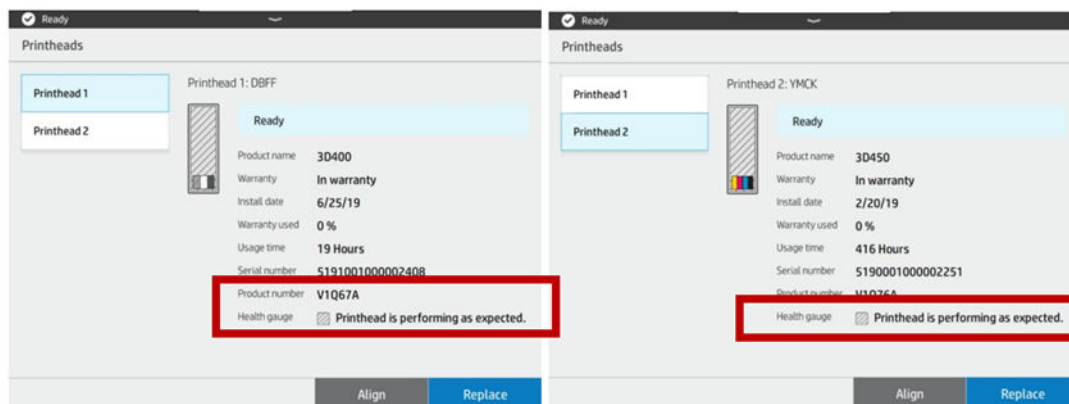 Ready
Printheads
Printhead 1
Printhead 2
Printhead 1: DBFF
Ready
Product name 3D400
Warranty In warranty
Install date 6/25/19
Warranty used 0 %
Usage time 19 Hours
Serial number 5191001000002408
Product number V1Q67A
Health gauge Printhead is performing as expected.
Align Replace
Ready
Printheads
Printhead 1
Printhead 2
Printhead 2: YMCK
Ready
Product name 3D450
Warranty In warranty
Install date 2/20/19
Warranty used 0 %
Usage time 416 Hours
Serial number 5190001000002251
Product number V1Q76A
Health gauge Printhead is performing as expected.
Align Replace